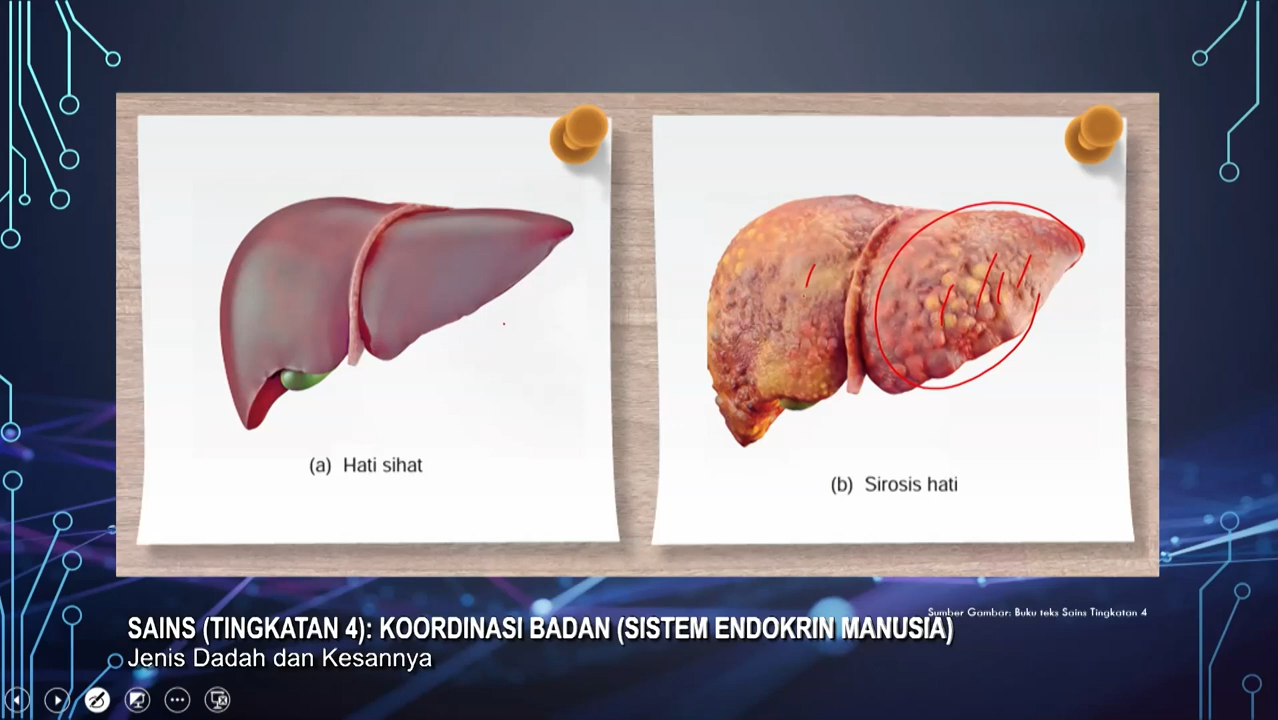 (a) Hati sihat
(b) Sirosis hati
Sumber Gambar: Buku teks Sains Tingkatan 4
SAINS (TINGKATAN 4): KOORDINASI BADAN (SISTEM ENDOKRIN MANUSIA)
Jenis Dadah dan Kesannya